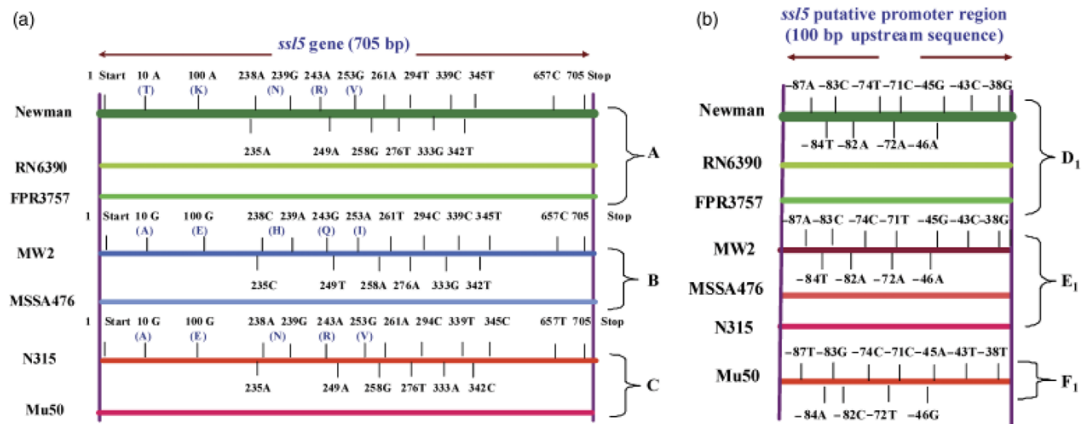 (a)
ssl5 gene (705 bp)
1 Start 10 A 100 A 238A 239G 243A 253G 261A 294T 339C 345T 657C 705 Stop
(T) (K) (N) (R) (V)
Newman
235A 249A 258G 276T 333G 342T
A
RN6390
FPR3757
1 Start 10 G 100 G 238C 239A 243G 253A 261T 294C 339C 345T 657C 705 Stop
(A) (E) (H) (Q) (I)
MW2
235C 249T 258A 276A 333G 342T
B
MSSA476
1 Start 10 G 100 G 238A 239G 243A 253G 261A 294C 339T 345C 657T 705 Stop
(A) (E) (N) (R) (V)
N315
235A 249A 258G 276T 333A 342C
C
Mu50
(b)
ssl5 putative promoter region
(100 bp upstream sequence)
–87A –83C –74T –71C –45G –43C –38G
Newman
–84T –82A –72A –46A
D1
RN6390
FPR3757
–87A –83C –74C –71T –45G –43C –38G
MW2
–84T –82A –72A –46A
E1
MSSA476
N315
–87T –83G –74C –71C –45A –43T –38T
Mu50
F1
–84A –82C –72T –46G